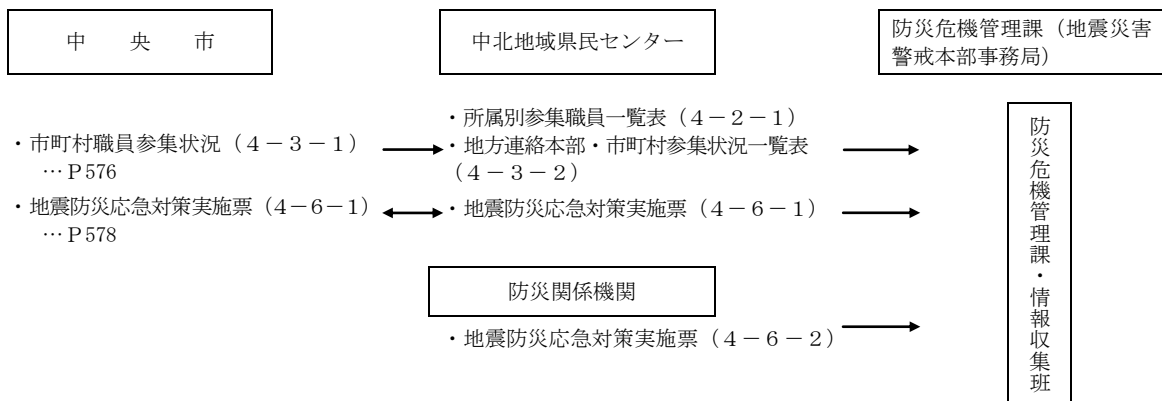 中　央　市
中北地域県民センター
防災危機管理課（地震災害
警戒本部事務局）
・市町村職員参集状況（４－３－１）
…Ｐ576
・地震防災応急対策実施票（４－６－１）
…Ｐ578
・所属別参集職員一覧表（４－２－１）
・地方連絡本部・市町村参集状況一覧表
（４－３－２）
・地震防災応急対策実施票（４－６－１）
防災関係機関
・地震防災応急対策実施票（４－６－２）
防災危機管理課・情報収集班